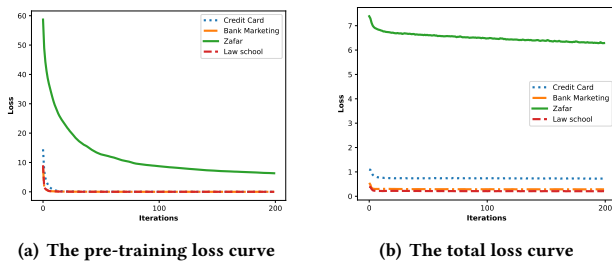 60
50
40
30
20
10
0
Loss
0
100
200
Iterations
Credit Card
Bank Marketing
Zafar
Law school
(a) The pre-training loss curve
7
6
5
4
3
2
1
0
Loss
0
100
200
Iterations
Credit Card
Bank Marketing
Zafar
Law school
(b) The total loss curve